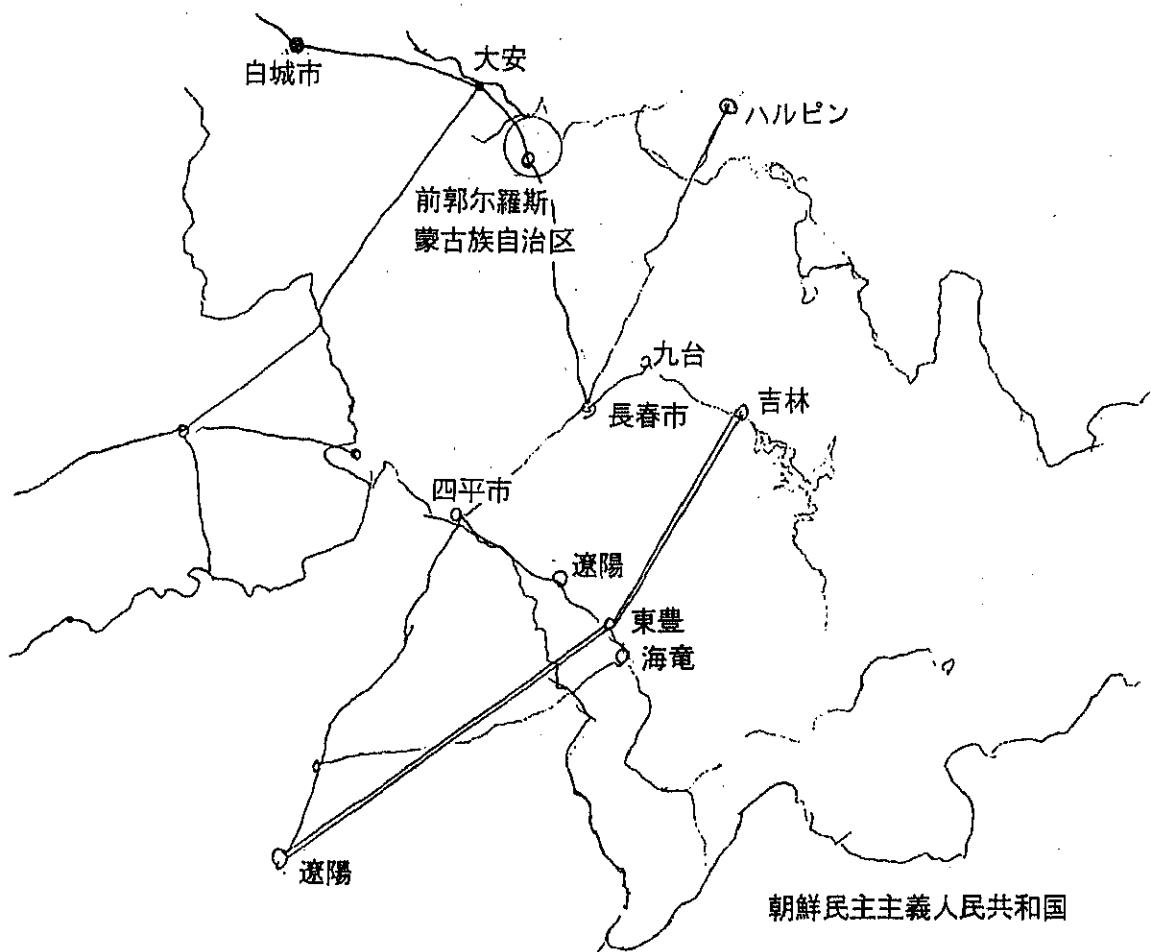 大安
白城市
ハルピン
前郭尔羅斯
蒙古族自治区
九台
長春市
吉林
四平市
遼陽
東豊
海竜
遼陽
朝鮮民主主義人民共和国